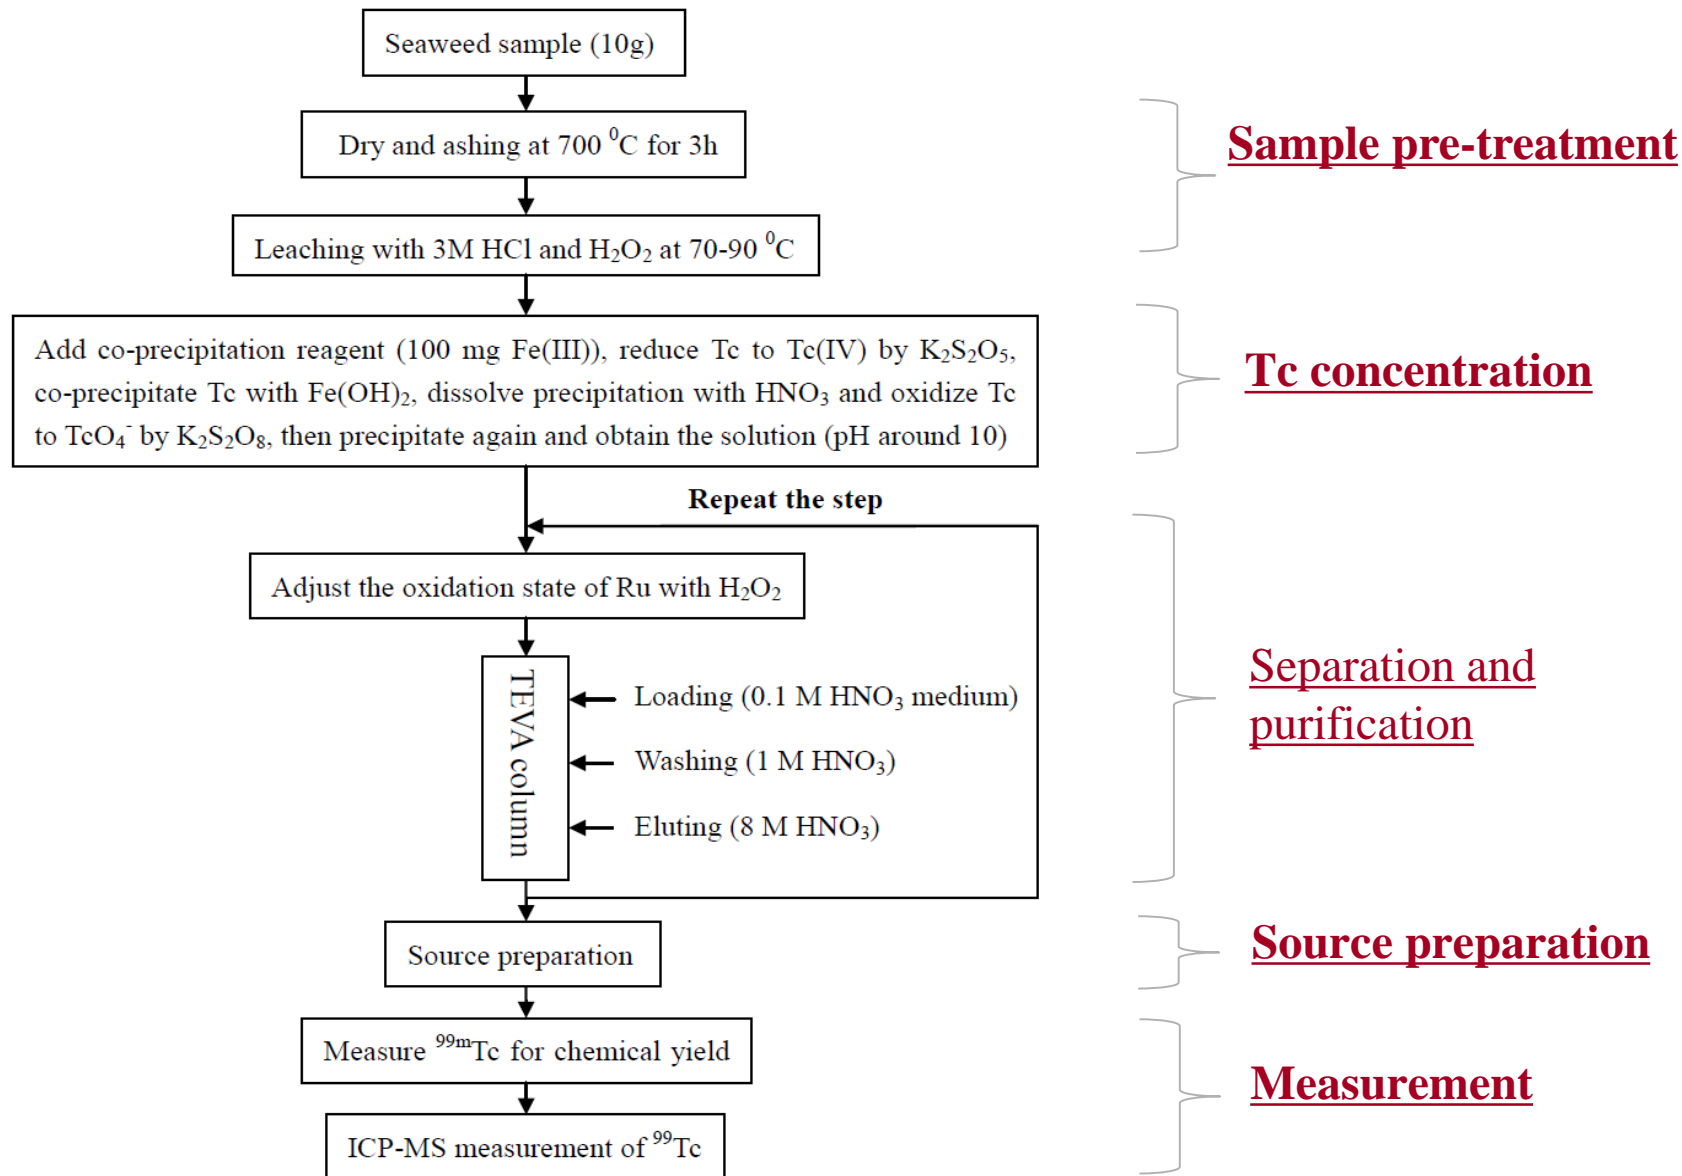 Seaweed sample (10g)
Dry and ashing at 700 ⁰C for 3h
Leaching with 3M HCl and H₂O₂ at 70-90 ⁰C
Sample pre-treatment
Add co-precipitation reagent (100 mg Fe(III)), reduce Tc to Tc(IV) by K₂S₂O₅,
co-precipitate Tc with Fe(OH)₂, dissolve precipitation with HNO₃ and oxidize Tc
to TcO₄⁻ by K₂S₂O₈, then precipitate again and obtain the solution (pH around 10)
Tc concentration
Repeat the step
Adjust the oxidation state of Ru with H₂O₂
TEVA column
Loading (0.1 M HNO₃ medium)
Washing (1 M HNO₃)
Eluting (8 M HNO₃)
Separation and
purification
Source preparation
Source preparation
Measure ⁹⁹ᵐTc for chemical yield
ICP-MS measurement of ⁹⁹Tc
Measurement